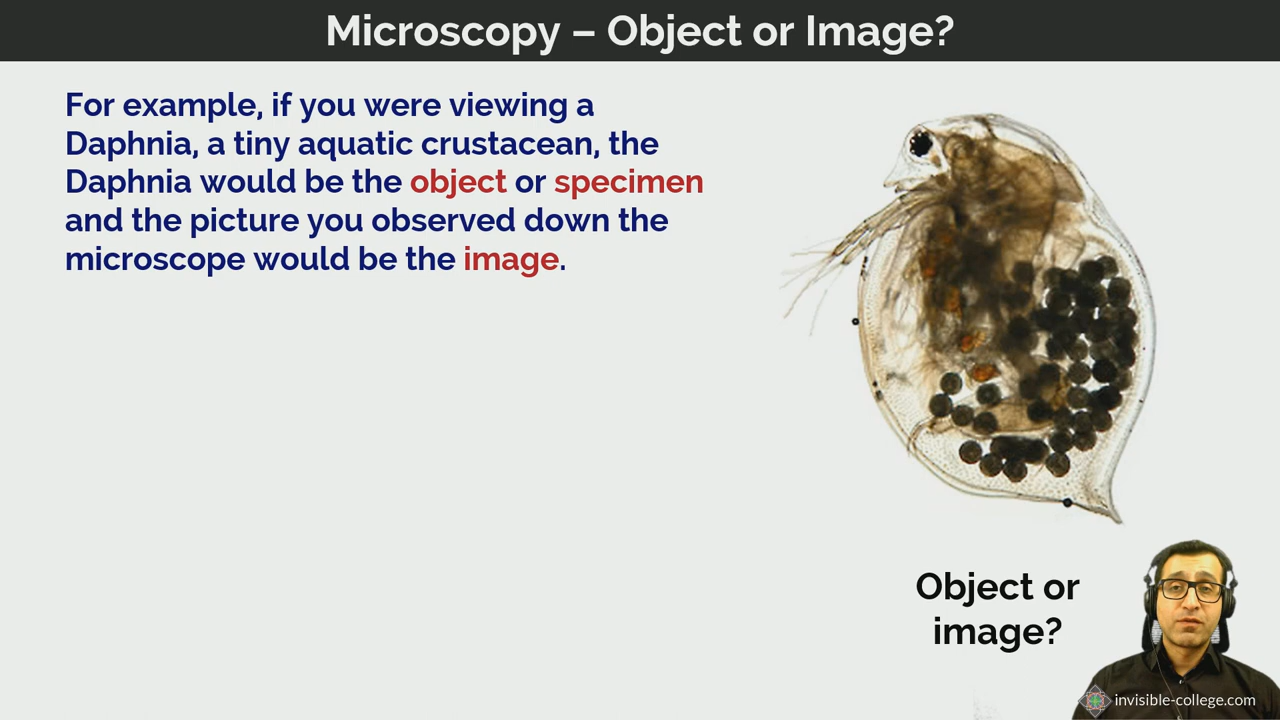 Microscopy – Object or Image?
For example, if you were viewing a
Daphnia, a tiny aquatic crustacean, the
Daphnia would be the object or specimen
and the picture you observed down the
microscope would be the image.
Object or
image?
invisible-college.com